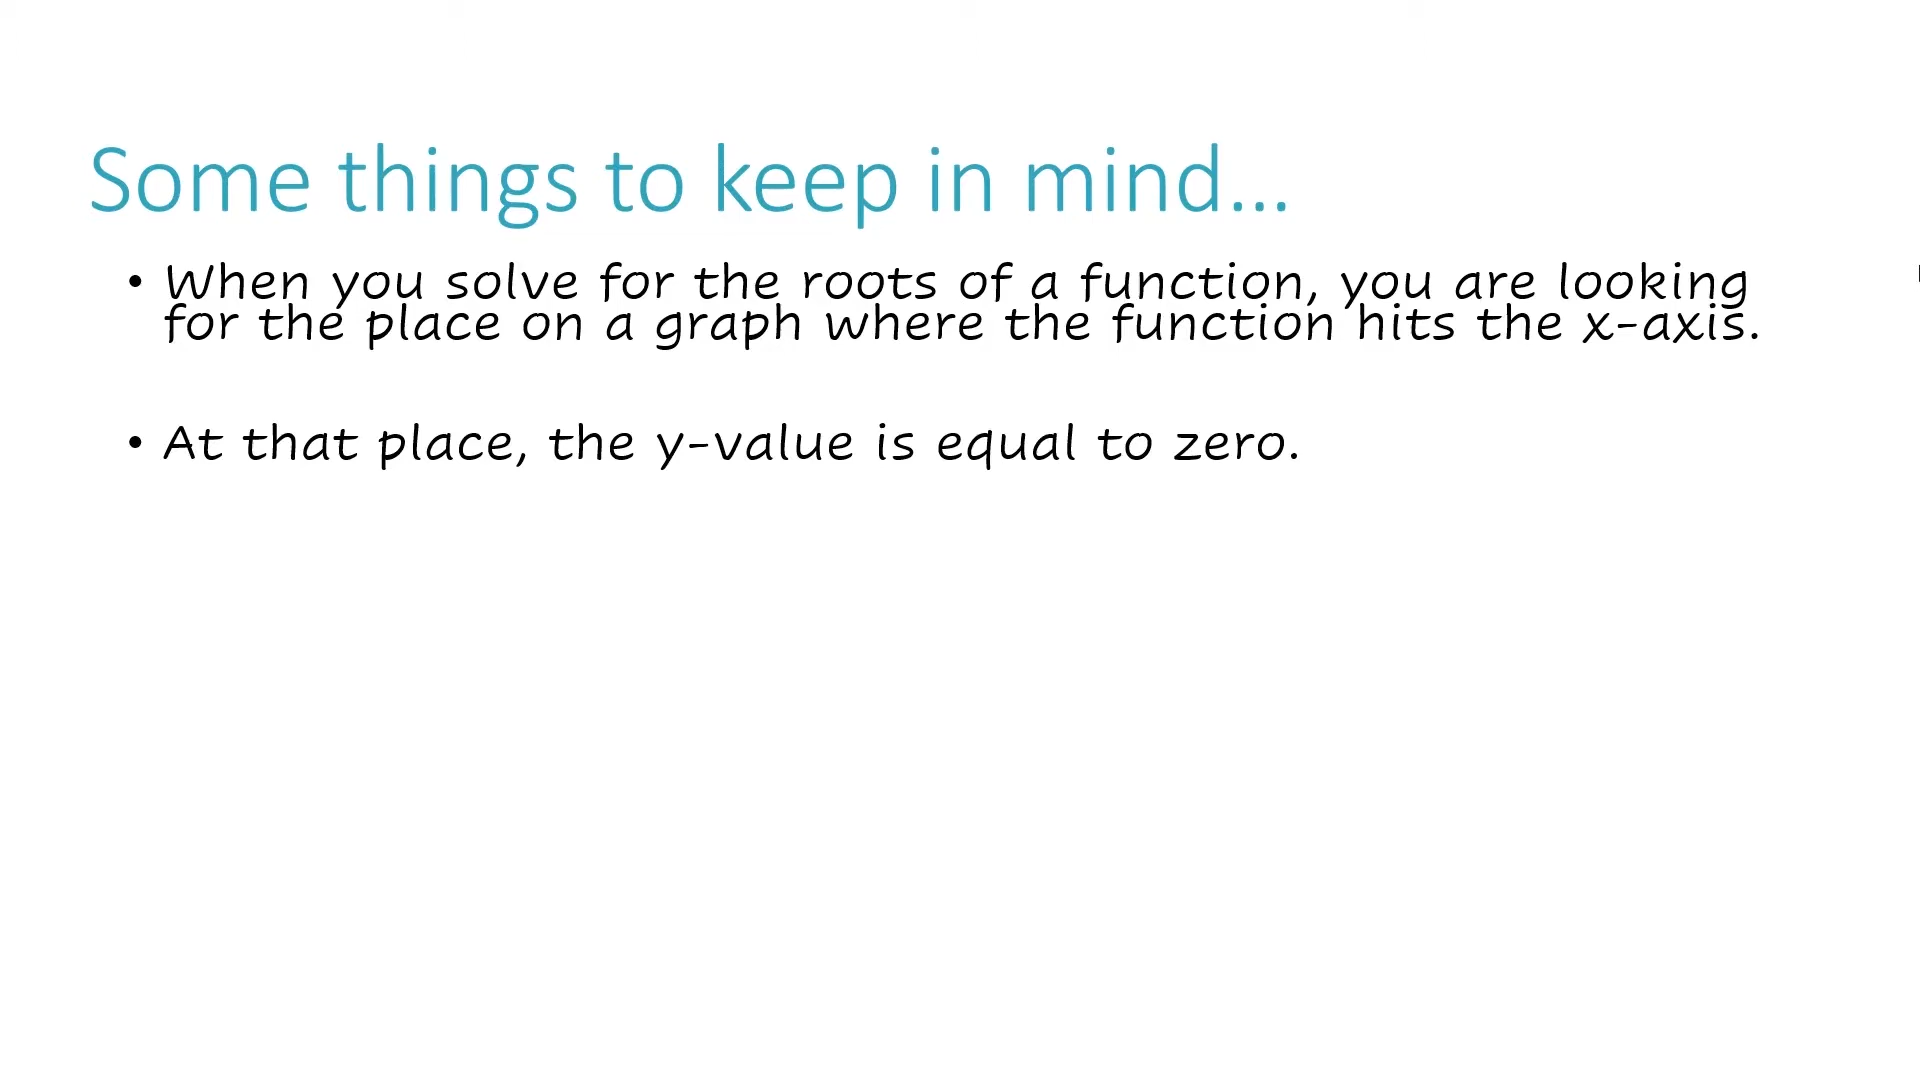 Some things to keep in mind...
• When you solve for the roots of a function, you are looking
for the place on a graph where the function hits the x-axis.
• At that place, the y-value is equal to zero.